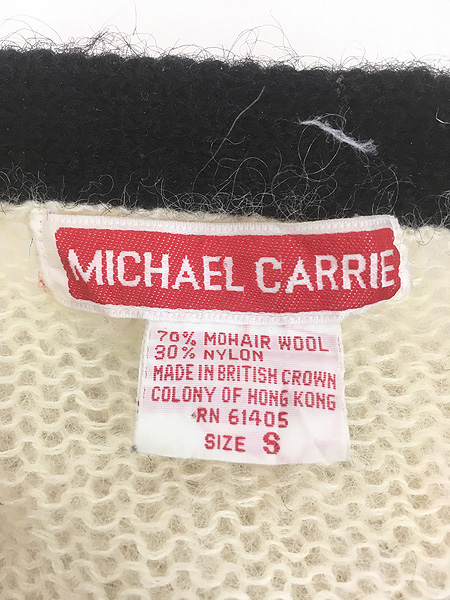 MICHAEL CARRIE
70% MOHAIR WOOL
30% NYLON
MADE IN BRITISH CROWN
COLONY OF HONG KONG
RN 61405
SIZE S